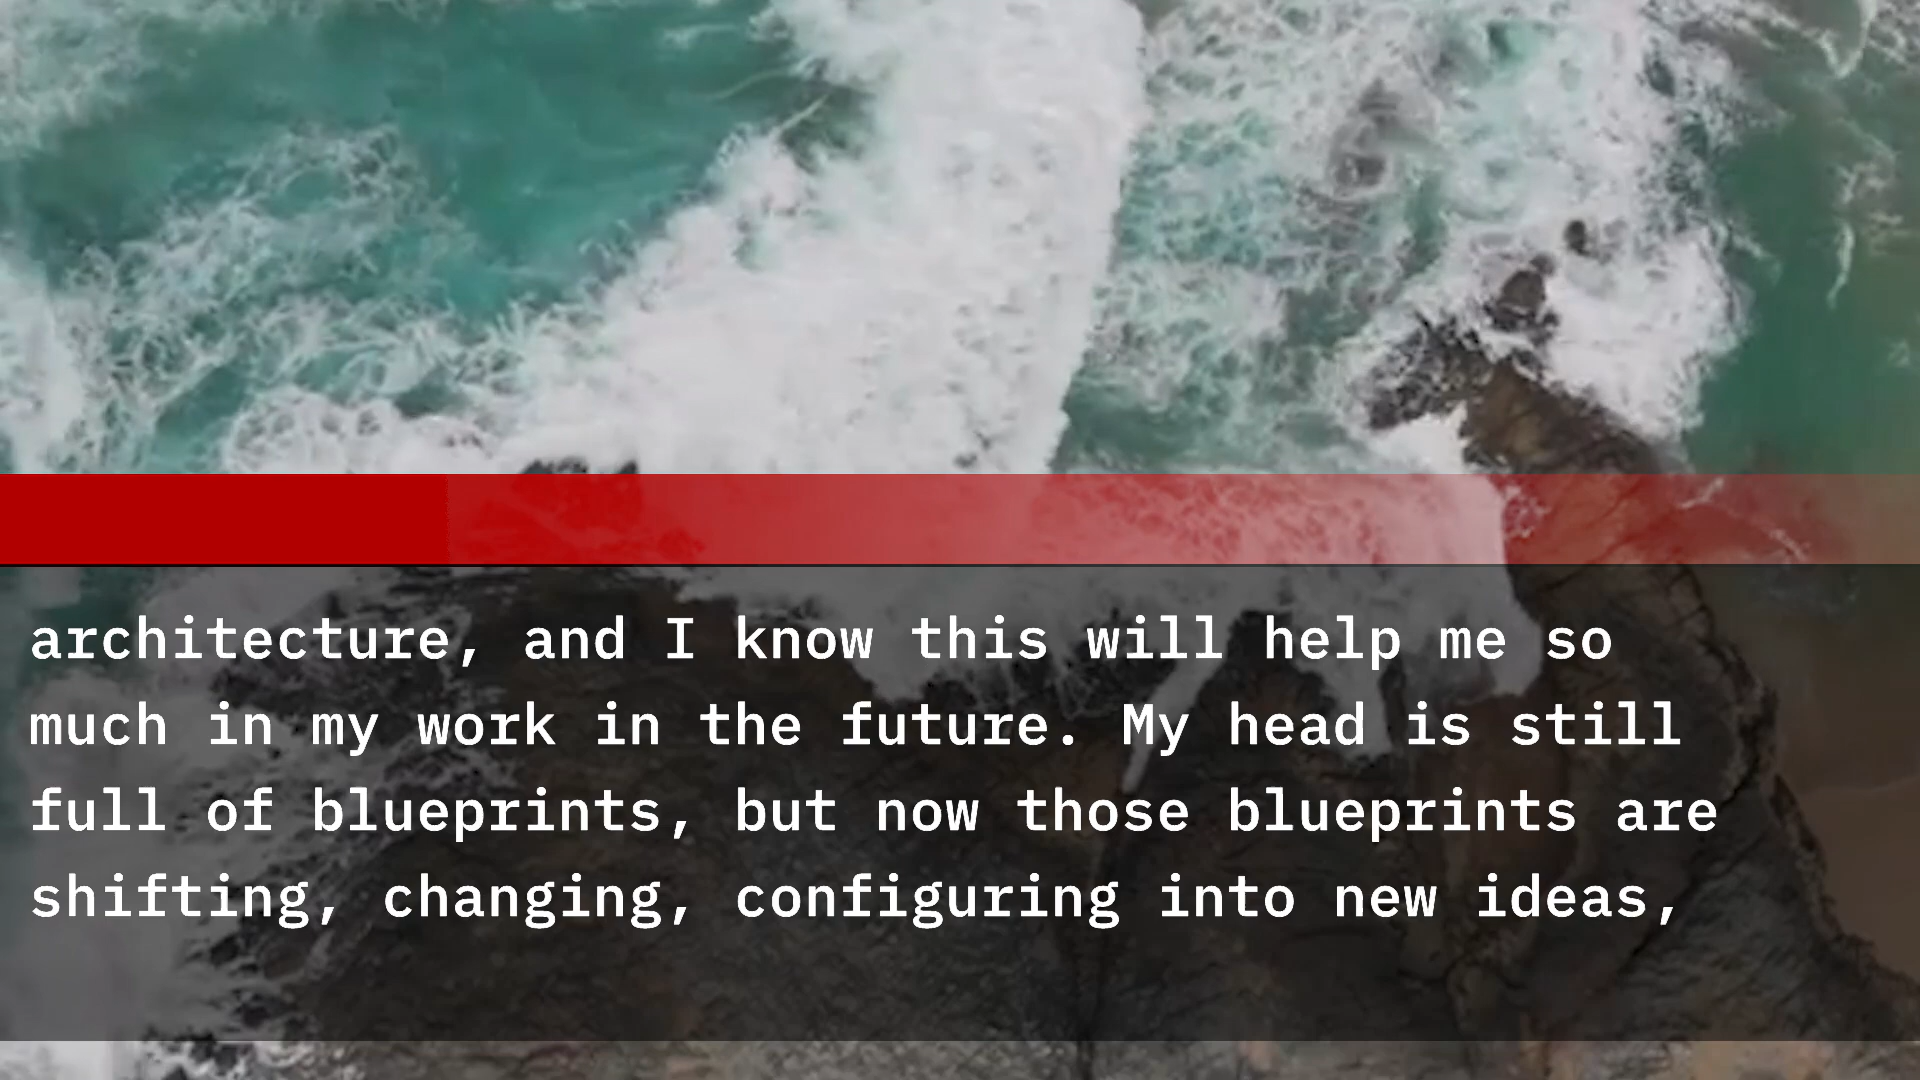 architecture, and I know this will help me so
much in my work in the future. My head is still
full of blueprints, but now those blueprints are
shifting, changing, configuring into new ideas,